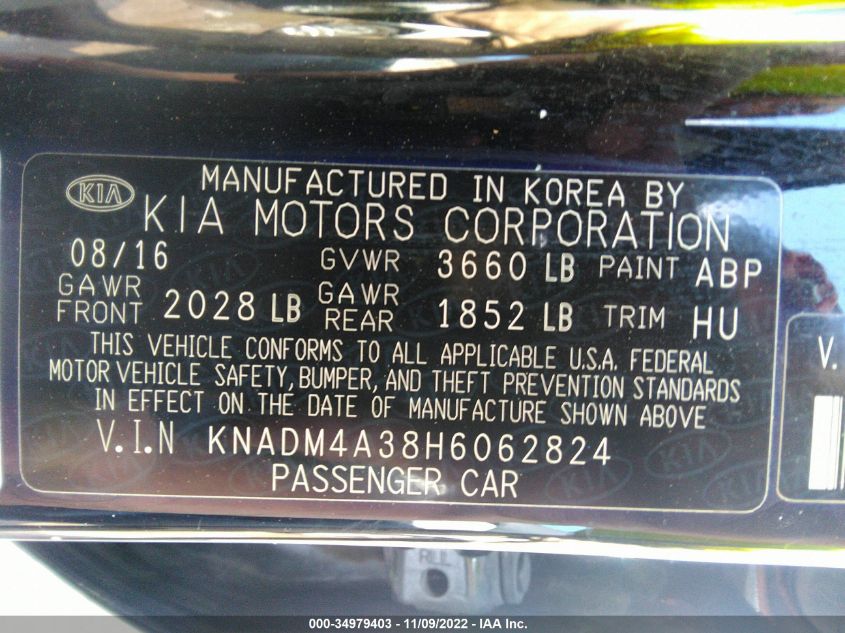 MANUFACTURED IN KOREA BY
KIA KIA MOTORS CORPORATION
08/16 GVWR 3660 LB PAINT ABP
GAWR FRONT 2028 LB GAWR REAR 1852 LB TRIM HU
THIS VEHICLE CONFORMS TO ALL APPLICABLE U.S.A. FEDERAL
MOTOR VEHICLE SAFETY, BUMPER, AND THEFT PREVENTION STANDARDS
IN EFFECT ON THE DATE OF MANUFACTURE SHOWN ABOVE
V.I.N KNADM4A38H6062824
PASSENGER CAR
V.
000-34979403 - 11/09/2022 - IAA Inc.